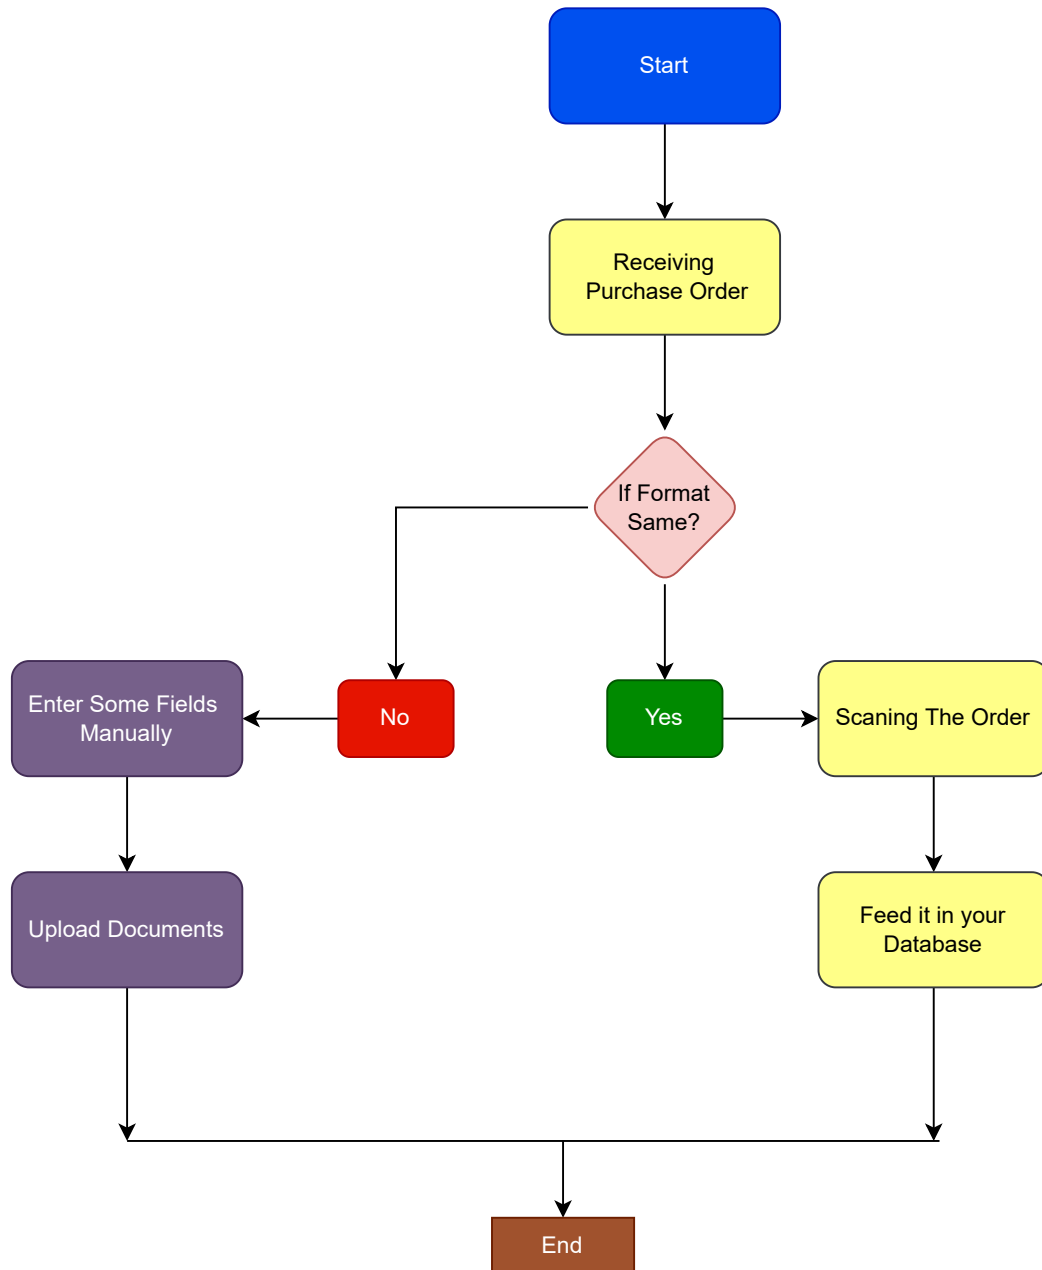 Start
Receiving
Purchase Order
If Format
Same?
Enter Some Fields
Manually
No
Yes
Scaning The Order
Upload Documents
Feed it in your
Database
End